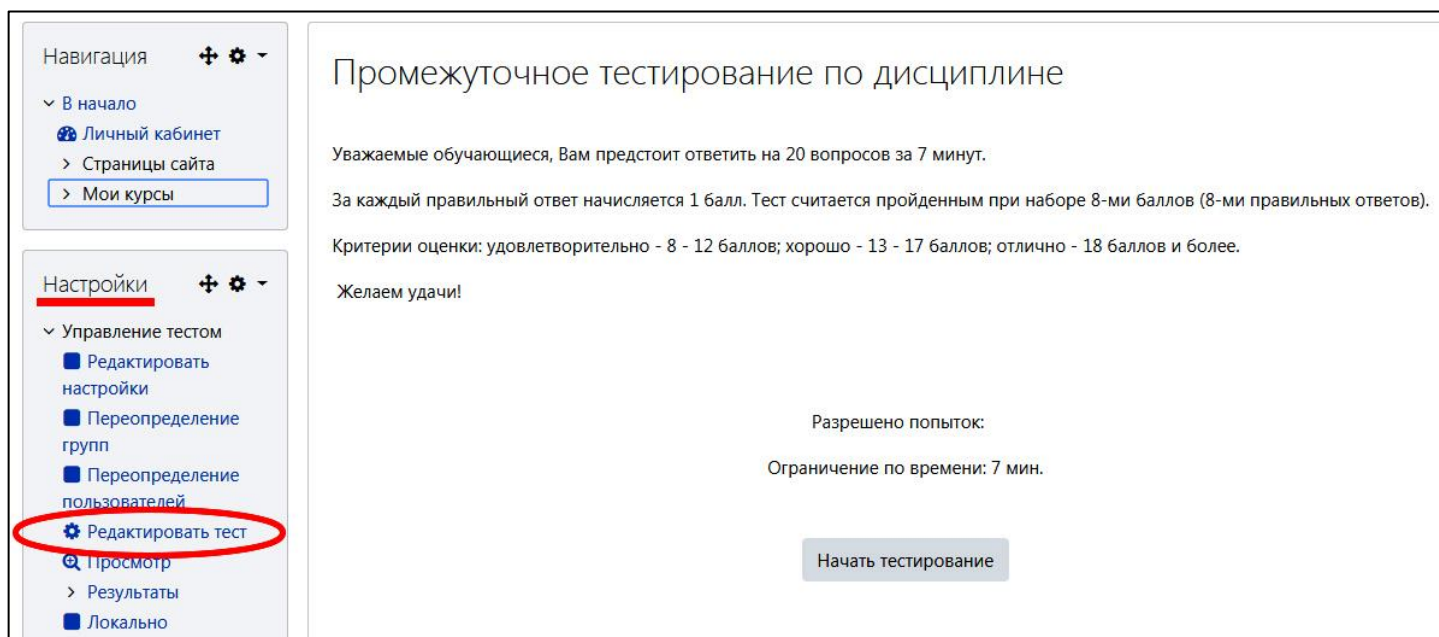 Навигация
В начало
Личный кабинет
Страницы сайта
Мои курсы
Настройки
Управление тестом
Редактировать
настройки
Переопределение
групп
Переопределение
пользователей
Редактировать тест
Просмотр
Результаты
Локально
Промежуточное тестирование по дисциплине
Уважаемые обучающиеся, Вам предстоит ответить на 20 вопросов за 7 минут.
За каждый правильный ответ начисляется 1 балл. Тест считается пройденным при наборе 8-ми баллов (8-ми правильных ответов).
Критерии оценки: удовлетворительно - 8 - 12 баллов; хорошо - 13 - 17 баллов; отлично - 18 баллов и более.
Желаем удачи!
Разрешено попыток:
Ограничение по времени: 7 мин.
Начать тестирование